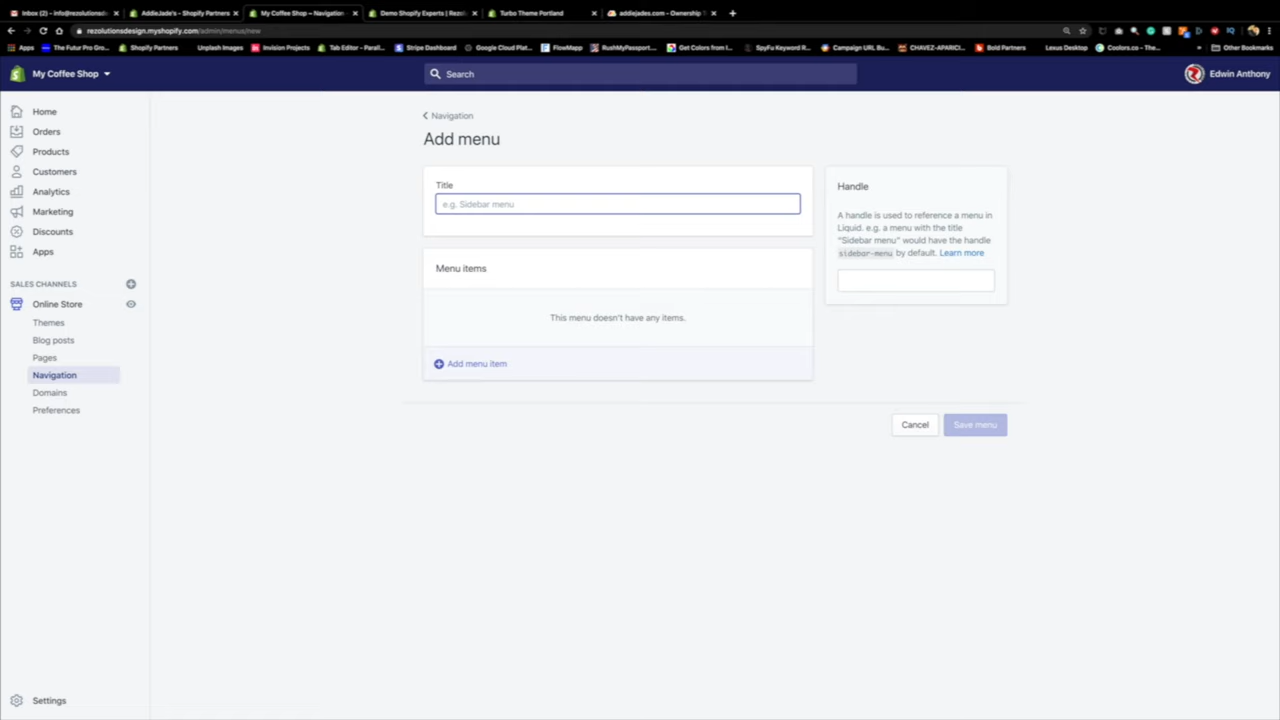 Inbox (2) - info@rezolutionsde
AddieJade's - Shopify Partners
My Coffee Shop ~ Navigation
Demo Shopify Experts | Rezol
Turbo Theme Portland
addiejades.com - Ownership
rezolutionsdesign.myshopify.com/admin/menus/new
Apps
The Futur Pro Gro...
Shopify Partners
Unsplash Images
Invision Projects
Tab Editor - Parall...
Stripe Dashboard
Google Cloud Plat...
FlowMapp
RushMyPassport...
Get Colors from I...
SpyFu Keyword R...
Campaign URL Bu...
CHAVEZ-APARICI...
Bold Partners
Lexus Desktop
Coolors.co - The...
»
Other Bookmarks
My Coffee Shop
Search
Edwin Anthony
Home
Orders
Products
Customers
Analytics
Marketing
Discounts
Apps
SALES CHANNELS
Online Store
Themes
Blog posts
Pages
Navigation
Domains
Preferences
Settings
Navigation
Add menu
Title
e.g. Sidebar menu
Menu items
This menu doesn't have any items.
Add menu item
Handle
A handle is used to reference a menu in
Liquid. e.g. a menu with the title
"Sidebar menu" would have the handle
sidebar-menu by default. Learn more
Cancel
Save menu